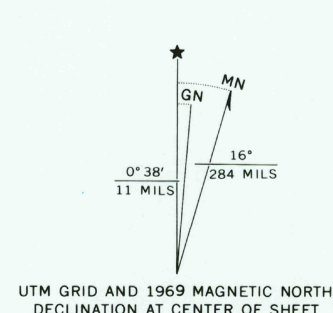 MN
GN
0° 38'
11 MILS
16°
284 MILS
UTM GRID AND 1969 MAGNETIC NORTH
DECLINATION AT CENTER OF SHEET